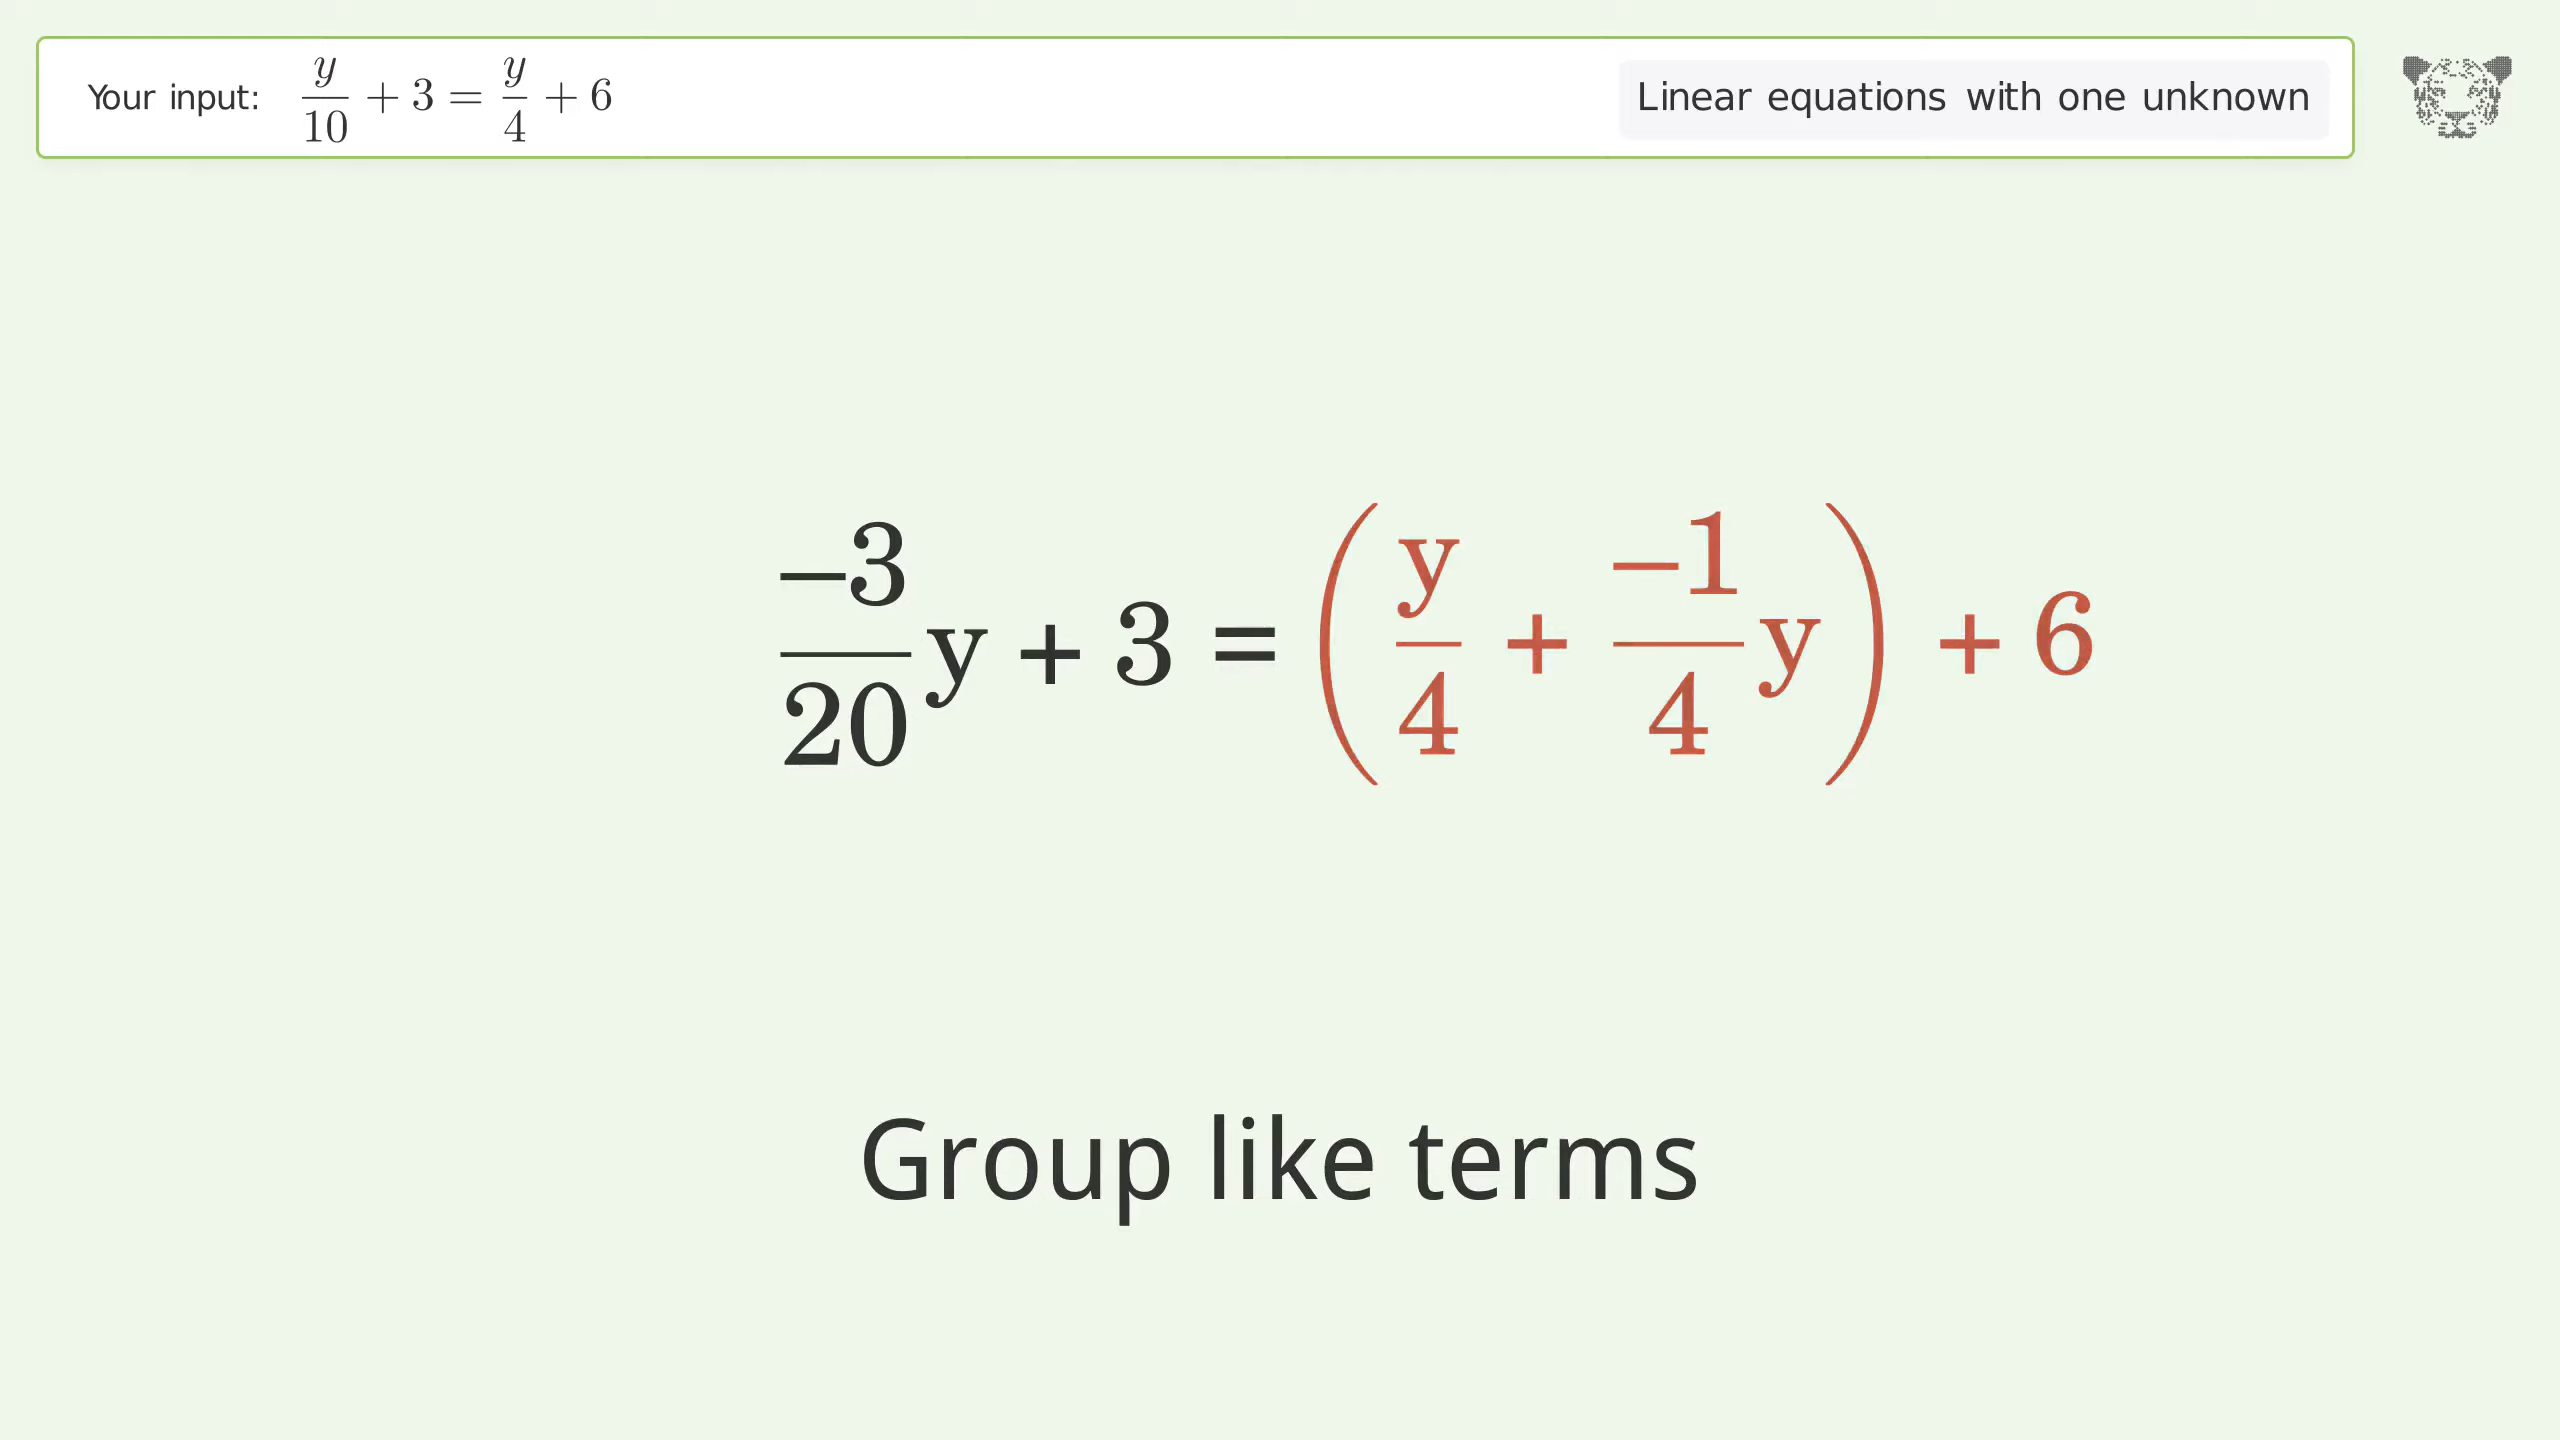 Your input: y/10 + 3 = y/4 + 6
Linear equations with one unknown
−3/20 y + 3 = (y/4 + −1/4 y) + 6
Group like terms